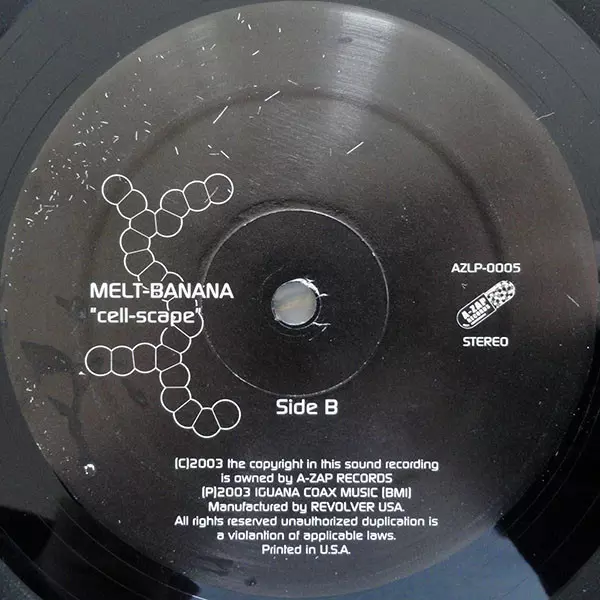 MELT-BANANA
"cell-scape"
AZLP-0005
A-ZAP
RECORDS
STEREO
Side B
(C)2003 the copyright in this sound recording
is owned by A-ZAP RECORDS
(P)2003 IGUANA COAX MUSIC (BMI)
Manufactured by REVOLVER USA.
All rights reserved unauthorized duplication is
a violantion of applicable laws.
Printed in U.S.A.